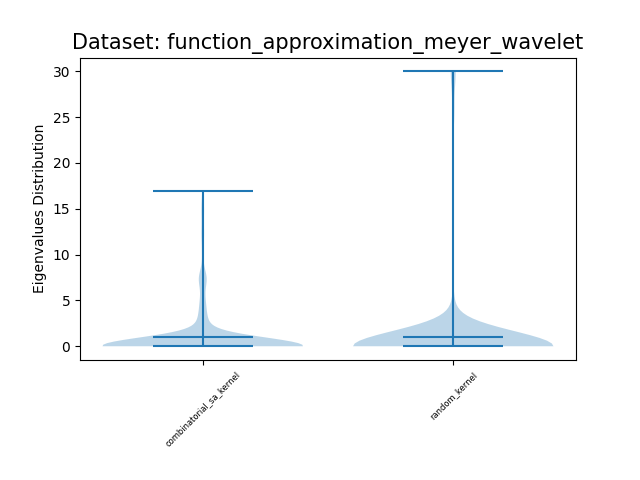 Dataset: function_approximation_meyer_wavelet
Eigenvalues Distribution
30
25
20
15
10
5
0
combinatorial_sa_kernel
random_kernel